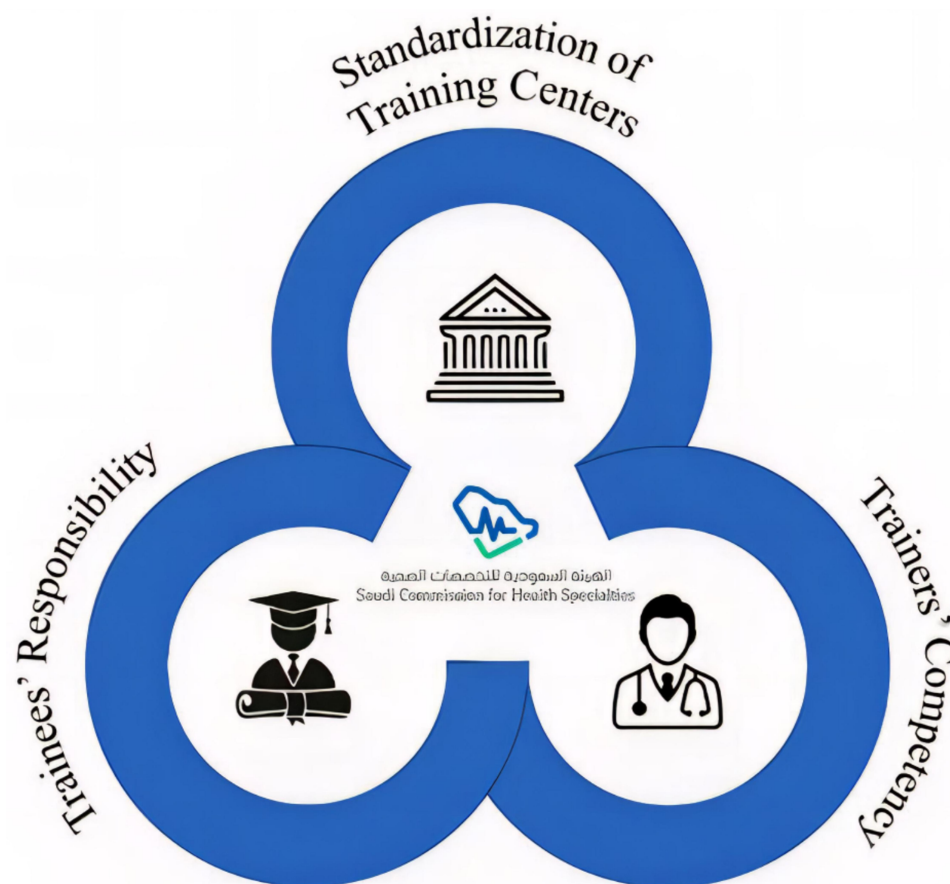 Standardization of
Training Centers
Trainees' Responsibility
الهيئة السعودية للتخصصات الصحية
Saudi Commission for Health Specialties
Trainers' Competency